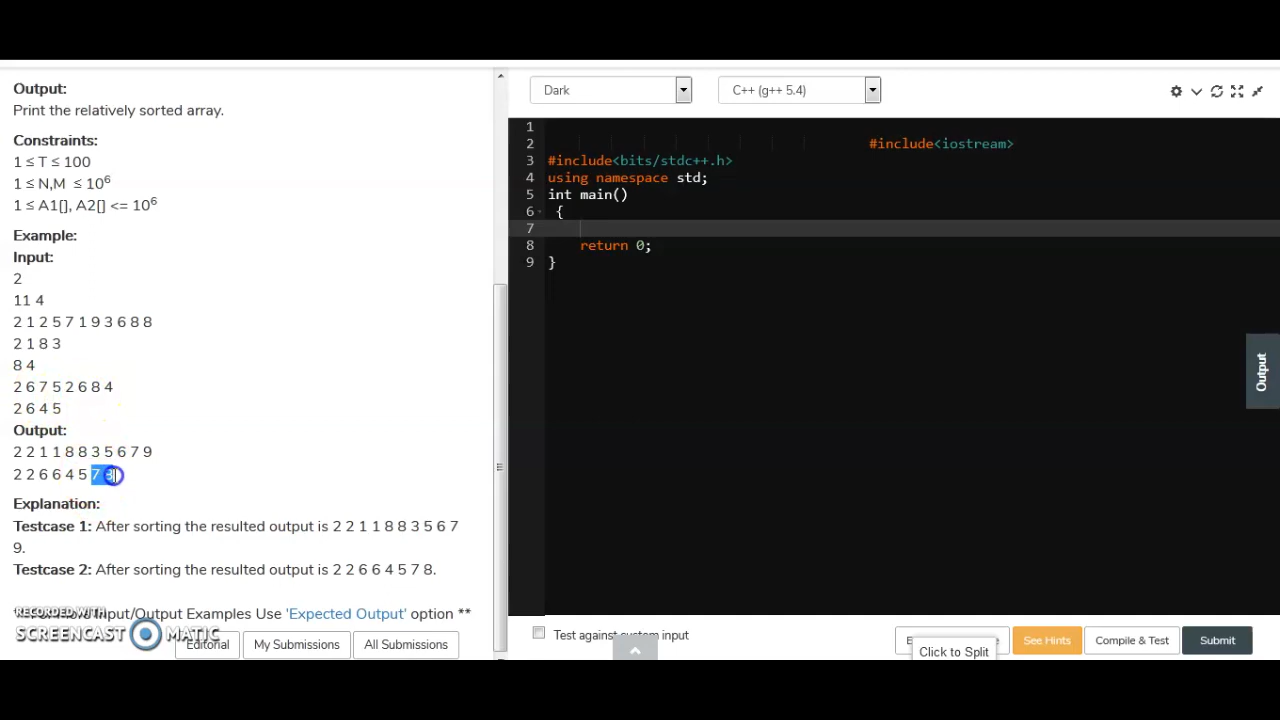 Output:
Print the relatively sorted array.
Constraints:
1 ≤ T ≤ 100
1 ≤ N,M ≤ 10^6
1 ≤ A1[], A2[] <= 10^6
Example:
Input:
2
11 4
2 1 2 5 7 1 9 3 6 8 8
2 1 8 3
8 4
2 6 7 5 2 6 8 4
2 6 4 5
Output:
2 2 1 1 8 8 3 5 6 7 9
2 2 6 6 4 5 7 8
Explanation:
Testcase 1: After sorting the resulted output is 2 2 1 1 8 8 3 5 6 7
9.
Testcase 2: After sorting the resulted output is 2 2 6 6 4 5 7 8.
Input/Output Examples Use 'Expected Output' option **
RECORDED WITH
SCREENCAST MATIC
Editorial
My Submissions
All Submissions
Dark
C++ (g++ 5.4)
1
2 #include<iostream>
3 #include<bits/stdc++.h>
4 using namespace std;
5 int main()
6 {
7
8 return 0;
9 }
Output
Test against custom input
E
Click to Split
See Hints
Compile & Test
Submit